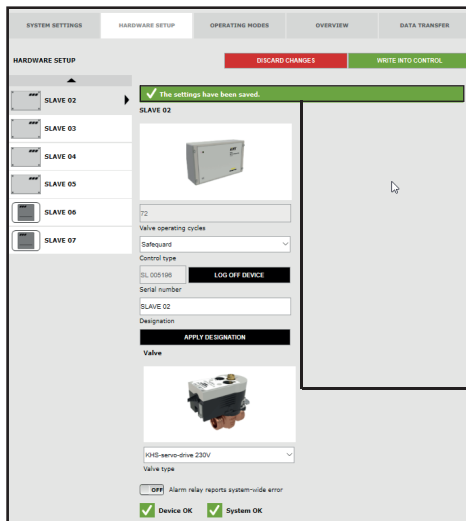 SYSTEM SETTINGS
HARDWARE SETUP
OPERATING MODES
OVERVIEW
DATA TRANSFER
HARDWARE SETUP
DISCARD CHANGES
WRITE INTO CONTROL
SLAVE 02
SLAVE 03
SLAVE 04
SLAVE 05
SLAVE 06
SLAVE 07
The settings have been saved.
SLAVE 02
72
Valve operating cycles
Safeguard
Control type
SL 005196
LOG OFF DEVICE
Serial number
SLAVE 02
Designation
APPLY DESIGNATION
Valve
KHS-servo-drive 230V
Valve type
OFF Alarm relay reports system-wide error
Device OK
System OK